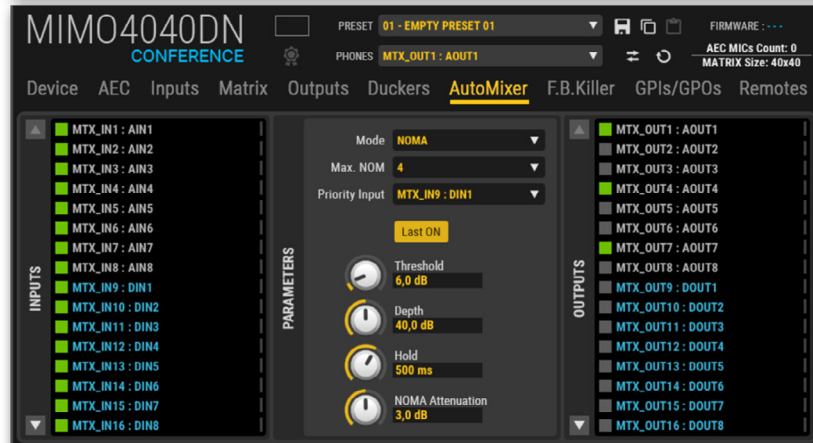 MIMO4040DN
CONFERENCE
PRESET 01 - EMPTY PRESET 01
PHONES MTX_OUT1 : AOUT1
FIRMWARE : ---
AEC MICs Count: 0
MATRIX Size: 40x40
Device AEC Inputs Matrix Outputs Duckers AutoMixer F.B.Killer GPIs/GPOs Remotes
INPUTS
MTX_IN1 : AIN1
MTX_IN2 : AIN2
MTX_IN3 : AIN3
MTX_IN4 : AIN4
MTX_IN5 : AIN5
MTX_IN6 : AIN6
MTX_IN7 : AIN7
MTX_IN8 : AIN8
MTX_IN9 : DIN1
MTX_IN10 : DIN2
MTX_IN11 : DIN3
MTX_IN12 : DIN4
MTX_IN13 : DIN5
MTX_IN14 : DIN6
MTX_IN15 : DIN7
MTX_IN16 : DIN8
PARAMETERS
Mode NOMA
Max. NOM 4
Priority Input MTX_IN9 : DIN1
Last ON
Threshold
6,0 dB
Depth
40,0 dB
Hold
500 ms
NOMA Attenuation
3,0 dB
OUTPUTS
MTX_OUT1 : AOUT1
MTX_OUT2 : AOUT2
MTX_OUT3 : AOUT3
MTX_OUT4 : AOUT4
MTX_OUT5 : AOUT5
MTX_OUT6 : AOUT6
MTX_OUT7 : AOUT7
MTX_OUT8 : AOUT8
MTX_OUT9 : DOUT1
MTX_OUT10 : DOUT2
MTX_OUT11 : DOUT3
MTX_OUT12 : DOUT4
MTX_OUT13 : DOUT5
MTX_OUT14 : DOUT6
MTX_OUT15 : DOUT7
MTX_OUT16 : DOUT8